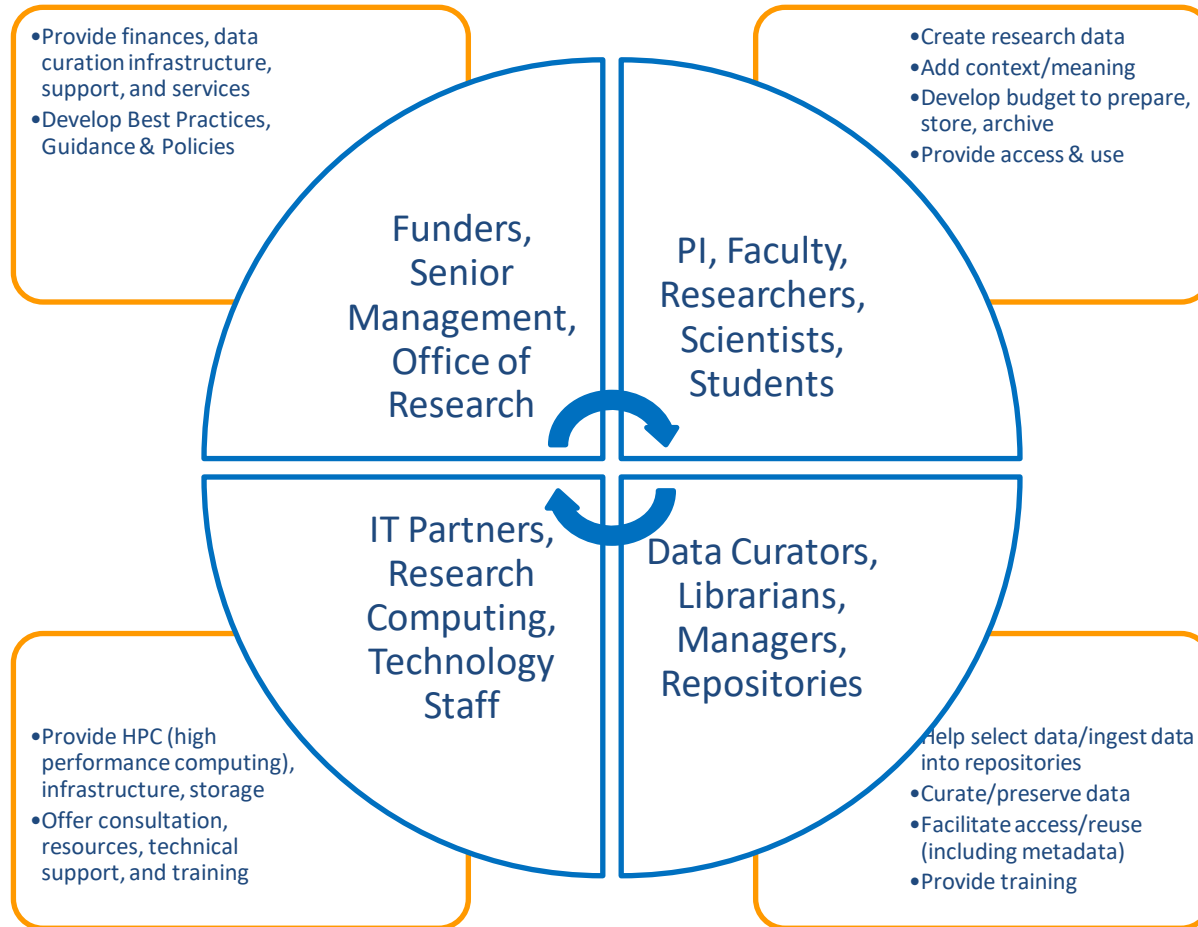 •Provide finances, data
curation infrastructure,
support, and services
•Develop Best Practices,
Guidance & Policies
•Create research data
•Add context/meaning
•Develop budget to prepare,
store, archive
•Provide access & use
Funders,
Senior
Management,
Office of
Research
PI, Faculty,
Researchers,
Scientists,
Students
IT Partners,
Research
Computing,
Technology
Staff
Data Curators,
Librarians,
Managers,
Repositories
•Provide HPC (high
performance computing),
infrastructure, storage
•Offer consultation,
resources, technical
support, and training
Help select data/ingest data
into repositories
•Curate/preserve data
•Facilitate access/reuse
(including metadata)
•Provide training